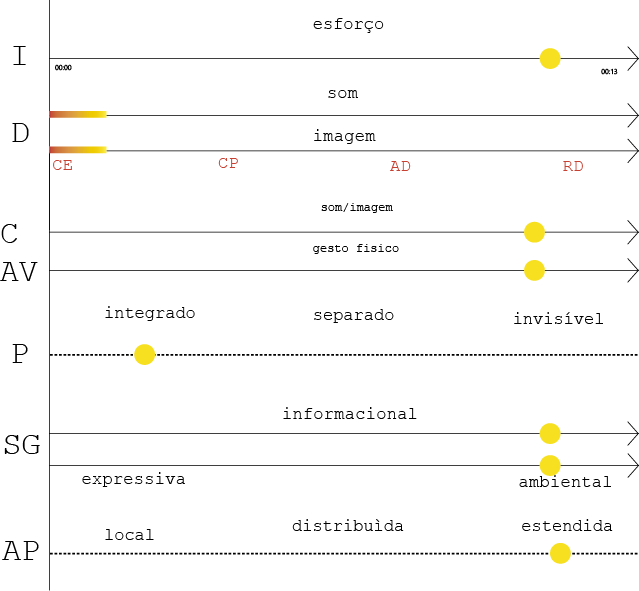 esforço
I
00:00
00:13
som
D
imagem
CE CP AD RD
som/imagem
C
gesto fisico
AV
integrado separado invisível
P
informacional
SG
expressiva ambiental
local distribuìda estendida
AP